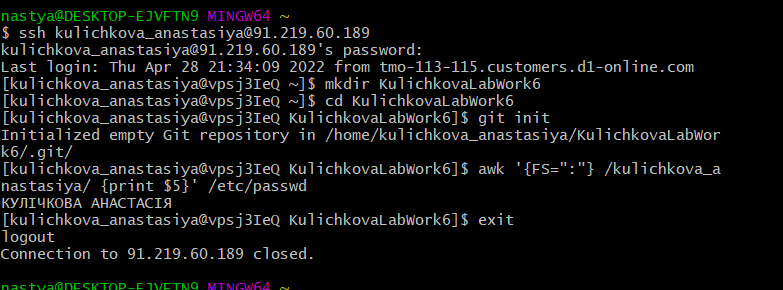 nastya@DESKTOP-EJVFTN9 MINGW64 ~
$ ssh kulichkova_anastasiya@91.219.60.189
kulichkova_anastasiya@91.219.60.189's password:
Last login: Thu Apr 28 21:34:09 2022 from tmo-113-115.customers.d1-online.com
[kulichkova_anastasiya@vpsj3IeQ ~]$ mkdir KulichkovaLabWork6
[kulichkova_anastasiya@vpsj3IeQ ~]$ cd KulichkovaLabWork6
[kulichkova_anastasiya@vpsj3IeQ KulichkovaLabWork6]$ git init
Initialized empty Git repository in /home/kulichkova_anastasiya/KulichkovaLabWor
k6/.git/
[kulichkova_anastasiya@vpsj3IeQ KulichkovaLabWork6]$ awk '{FS=":"} /kulichkova_a
nastasiya/ {print $5}' /etc/passwd
КУЛІЧКОВА АНАСТАСІЯ
[kulichkova_anastasiya@vpsj3IeQ KulichkovaLabWork6]$ exit
logout
Connection to 91.219.60.189 closed.
nastya@DESKTOP-EJVFTN9 MINGW64 ~